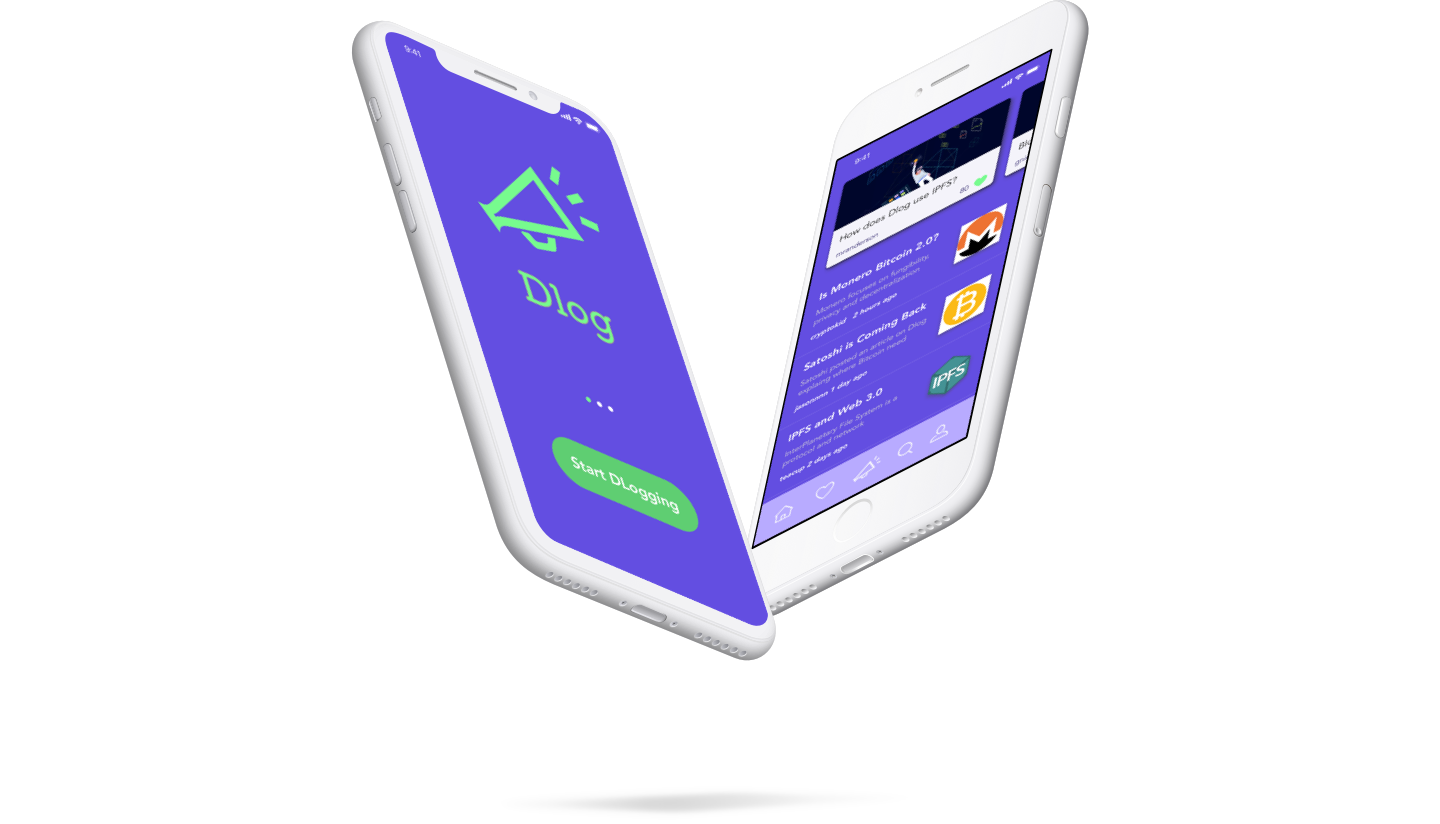 9:41
Dlog
Start DLogging
9:41
How does Dlog use IPFS?
mranderson
80
Is Monero Bitcoin 2.0?
Monero focuses on fungibility,
privacy and decentralization
cryptokid 2 hours ago
Satoshi is Coming Back
Satoshi posted an article on Dlog
explaing where Bitcoin need
jasonnnn 1 day ago
IPFS and Web 3.0
InterPlanetary File System is a
protocol and network
teacup 2 days ago
IPFS